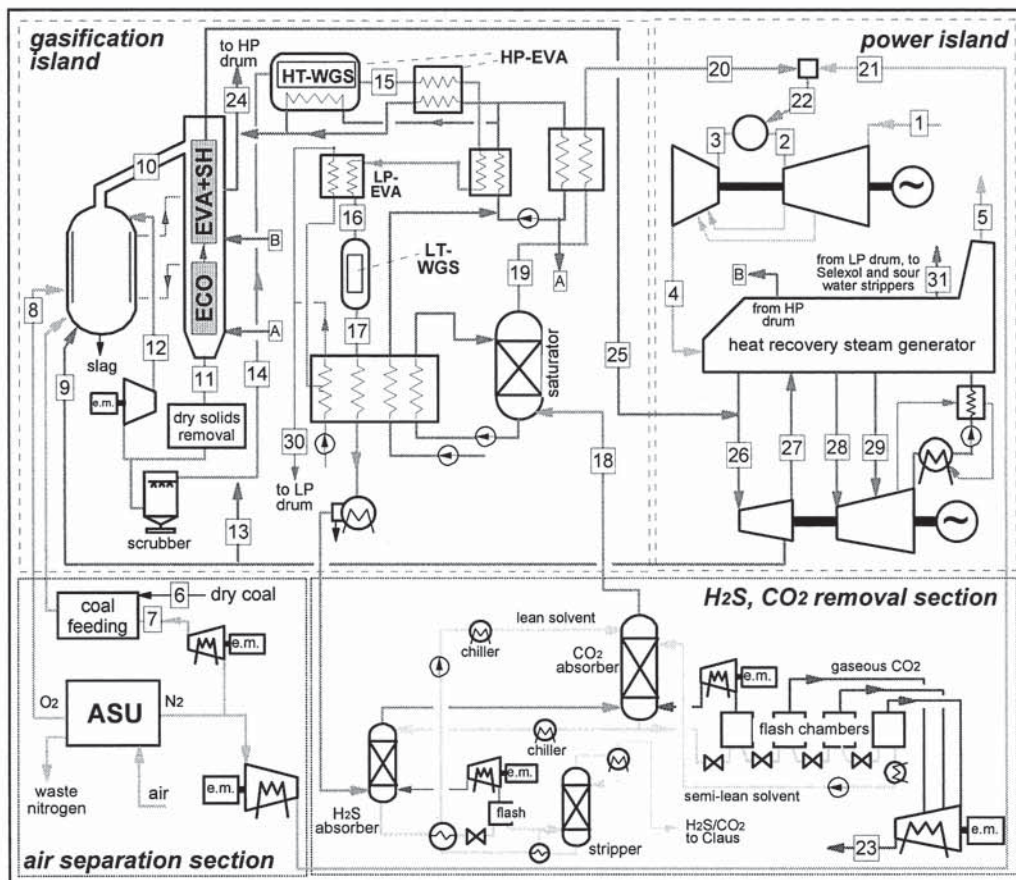 gasification
island
to HP
drum
24
HT-WGS
15
HP-EVA
10
EVA+SH
ECO
B
A
LP-
EVA
16
LT-
WGS
17
19
saturator
A
8
9
slag
12
11
14
e.m.
dry solids
removal
scrubber
13
30
to LP
drum
18
25
power island
20
21
22
3
2
1
4
5
B
from HP
drum
from LP drum, to
Selexol and sour
water strippers
31
heat recovery steam generator
26
27
28
29
~
~
coal
feeding
6
dry coal
7
e.m.
O2
ASU
N2
waste
nitrogen
air
e.m.
air separation section
H2S, CO2 removal section
lean solvent
chiller
CO2
absorber
e.m.
gaseous CO2
flash chambers
chiller
semi-lean solvent
H2S
absorber
e.m.
flash
stripper
H2S/CO2
to Claus
23
e.m.